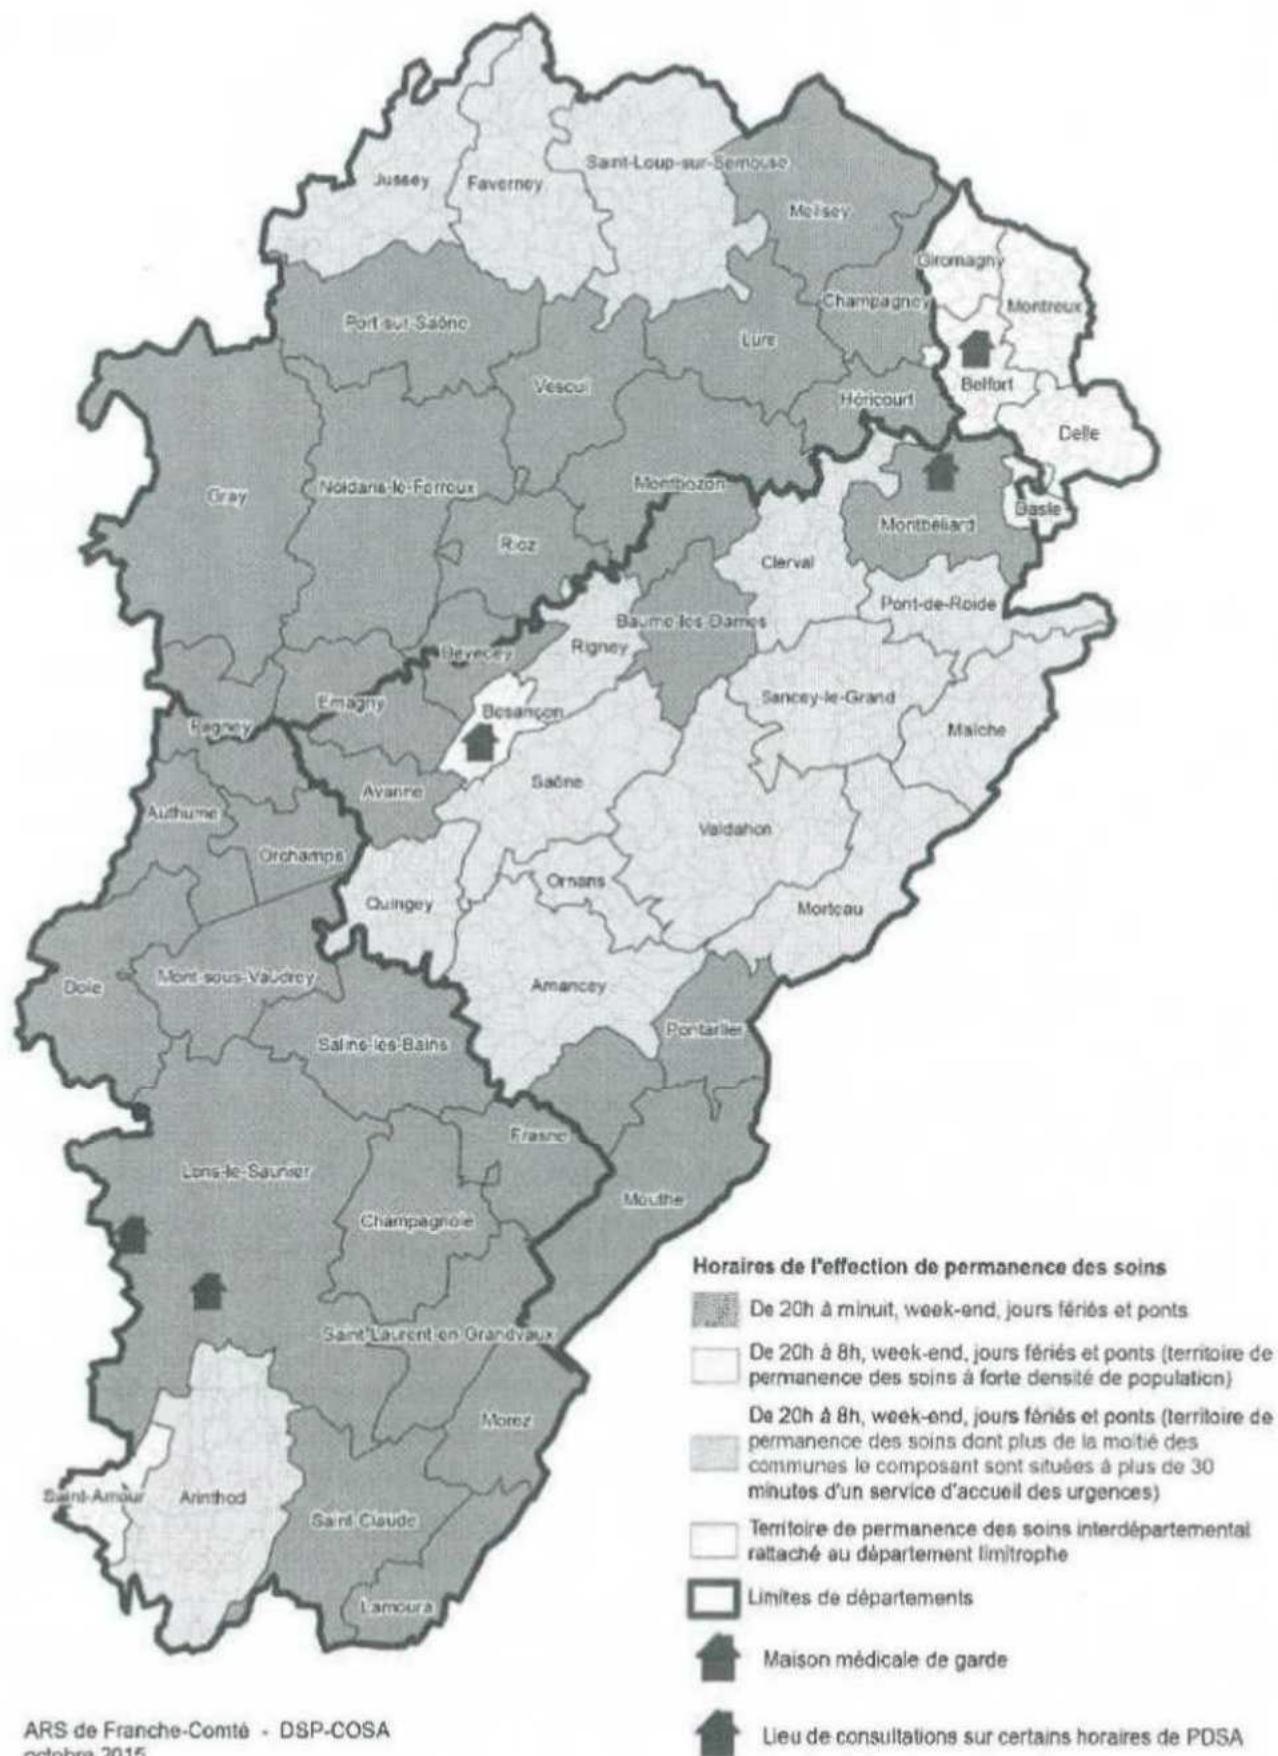 Saint-Loup-sur-Semouse
Jussey
Faverney
Melisey
Giromagny
Champagney
Montreux
Port-sur-Saône
Lure
Vesoul
Belfort
Héricourt
Delle
Montbozon
Gray
Noidans-le-Ferroux
Basle
Montbéliard
Rioz
Clerval
Pont-de-Roide
Baume-les-Dames
Rigney
Devecey
Sancey-le-Grand
Emagny
Besançon
Pagney
Maîche
Saône
Avanne
Authume
Valdahon
Orchamps
Ornans
Quingey
Morteau
Mont-sous-Vaudrey
Dole
Amancey
Pontarlier
Salins-les-Bains
Frasne
Lons-le-Saunier
Mouthe
Champagnole
Saint-Laurent-en-Grandvaux
Morez
Saint-Amour
Arinthod
Saint-Claude
Lamoura
Horaires de l'effection de permanence des soins
De 20h à minuit, week-end, jours fériés et ponts
De 20h à 8h, week-end, jours fériés et ponts (territoire de
permanence des soins à forte densité de population)
De 20h à 8h, week-end, jours fériés et ponts (territoire de
permanence des soins dont plus de la moitié des
communes le composant sont situées à plus de 30
minutes d'un service d'accueil des urgences)
Territoire de permanence des soins interdépartemental
rattaché au département limitrophe
Limites de départements
Maison médicale de garde
Lieu de consultations sur certains horaires de PDSA
ARS de Franche-Comté - DSP-COSA
octobre 2015